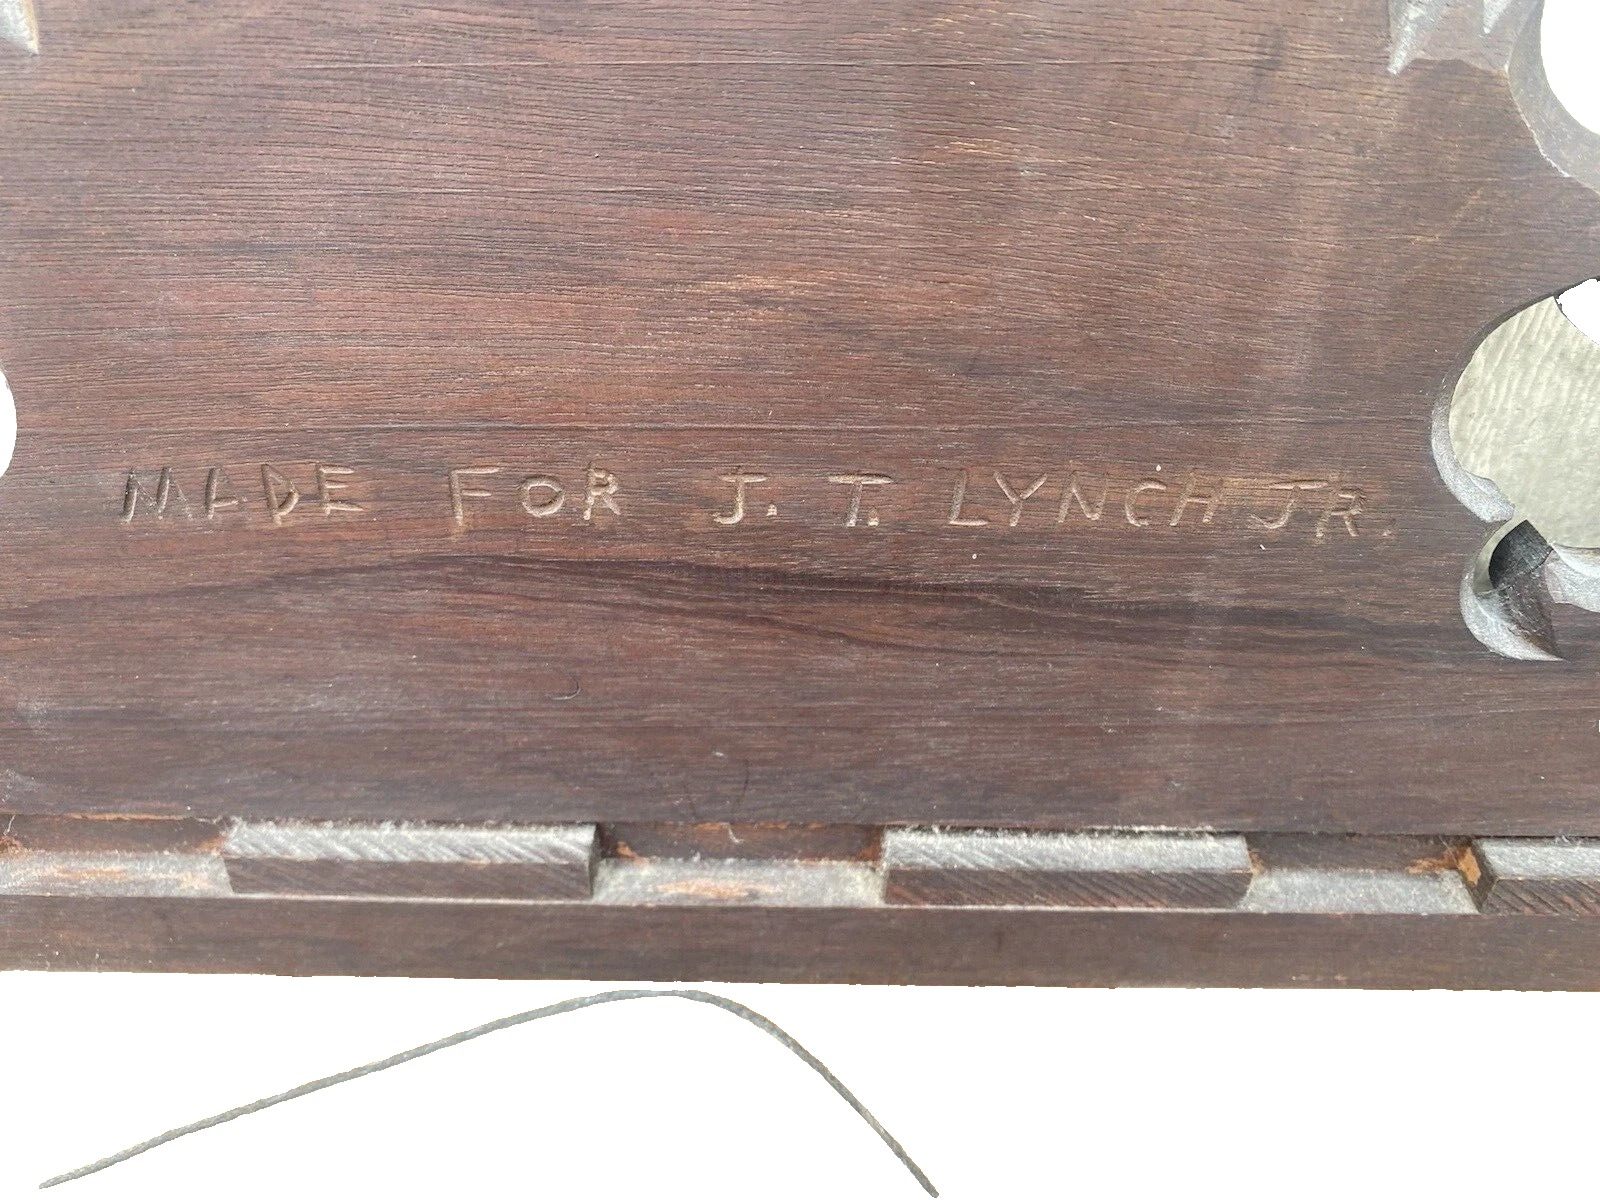 MADE FOR J. T. LYNCH JR.